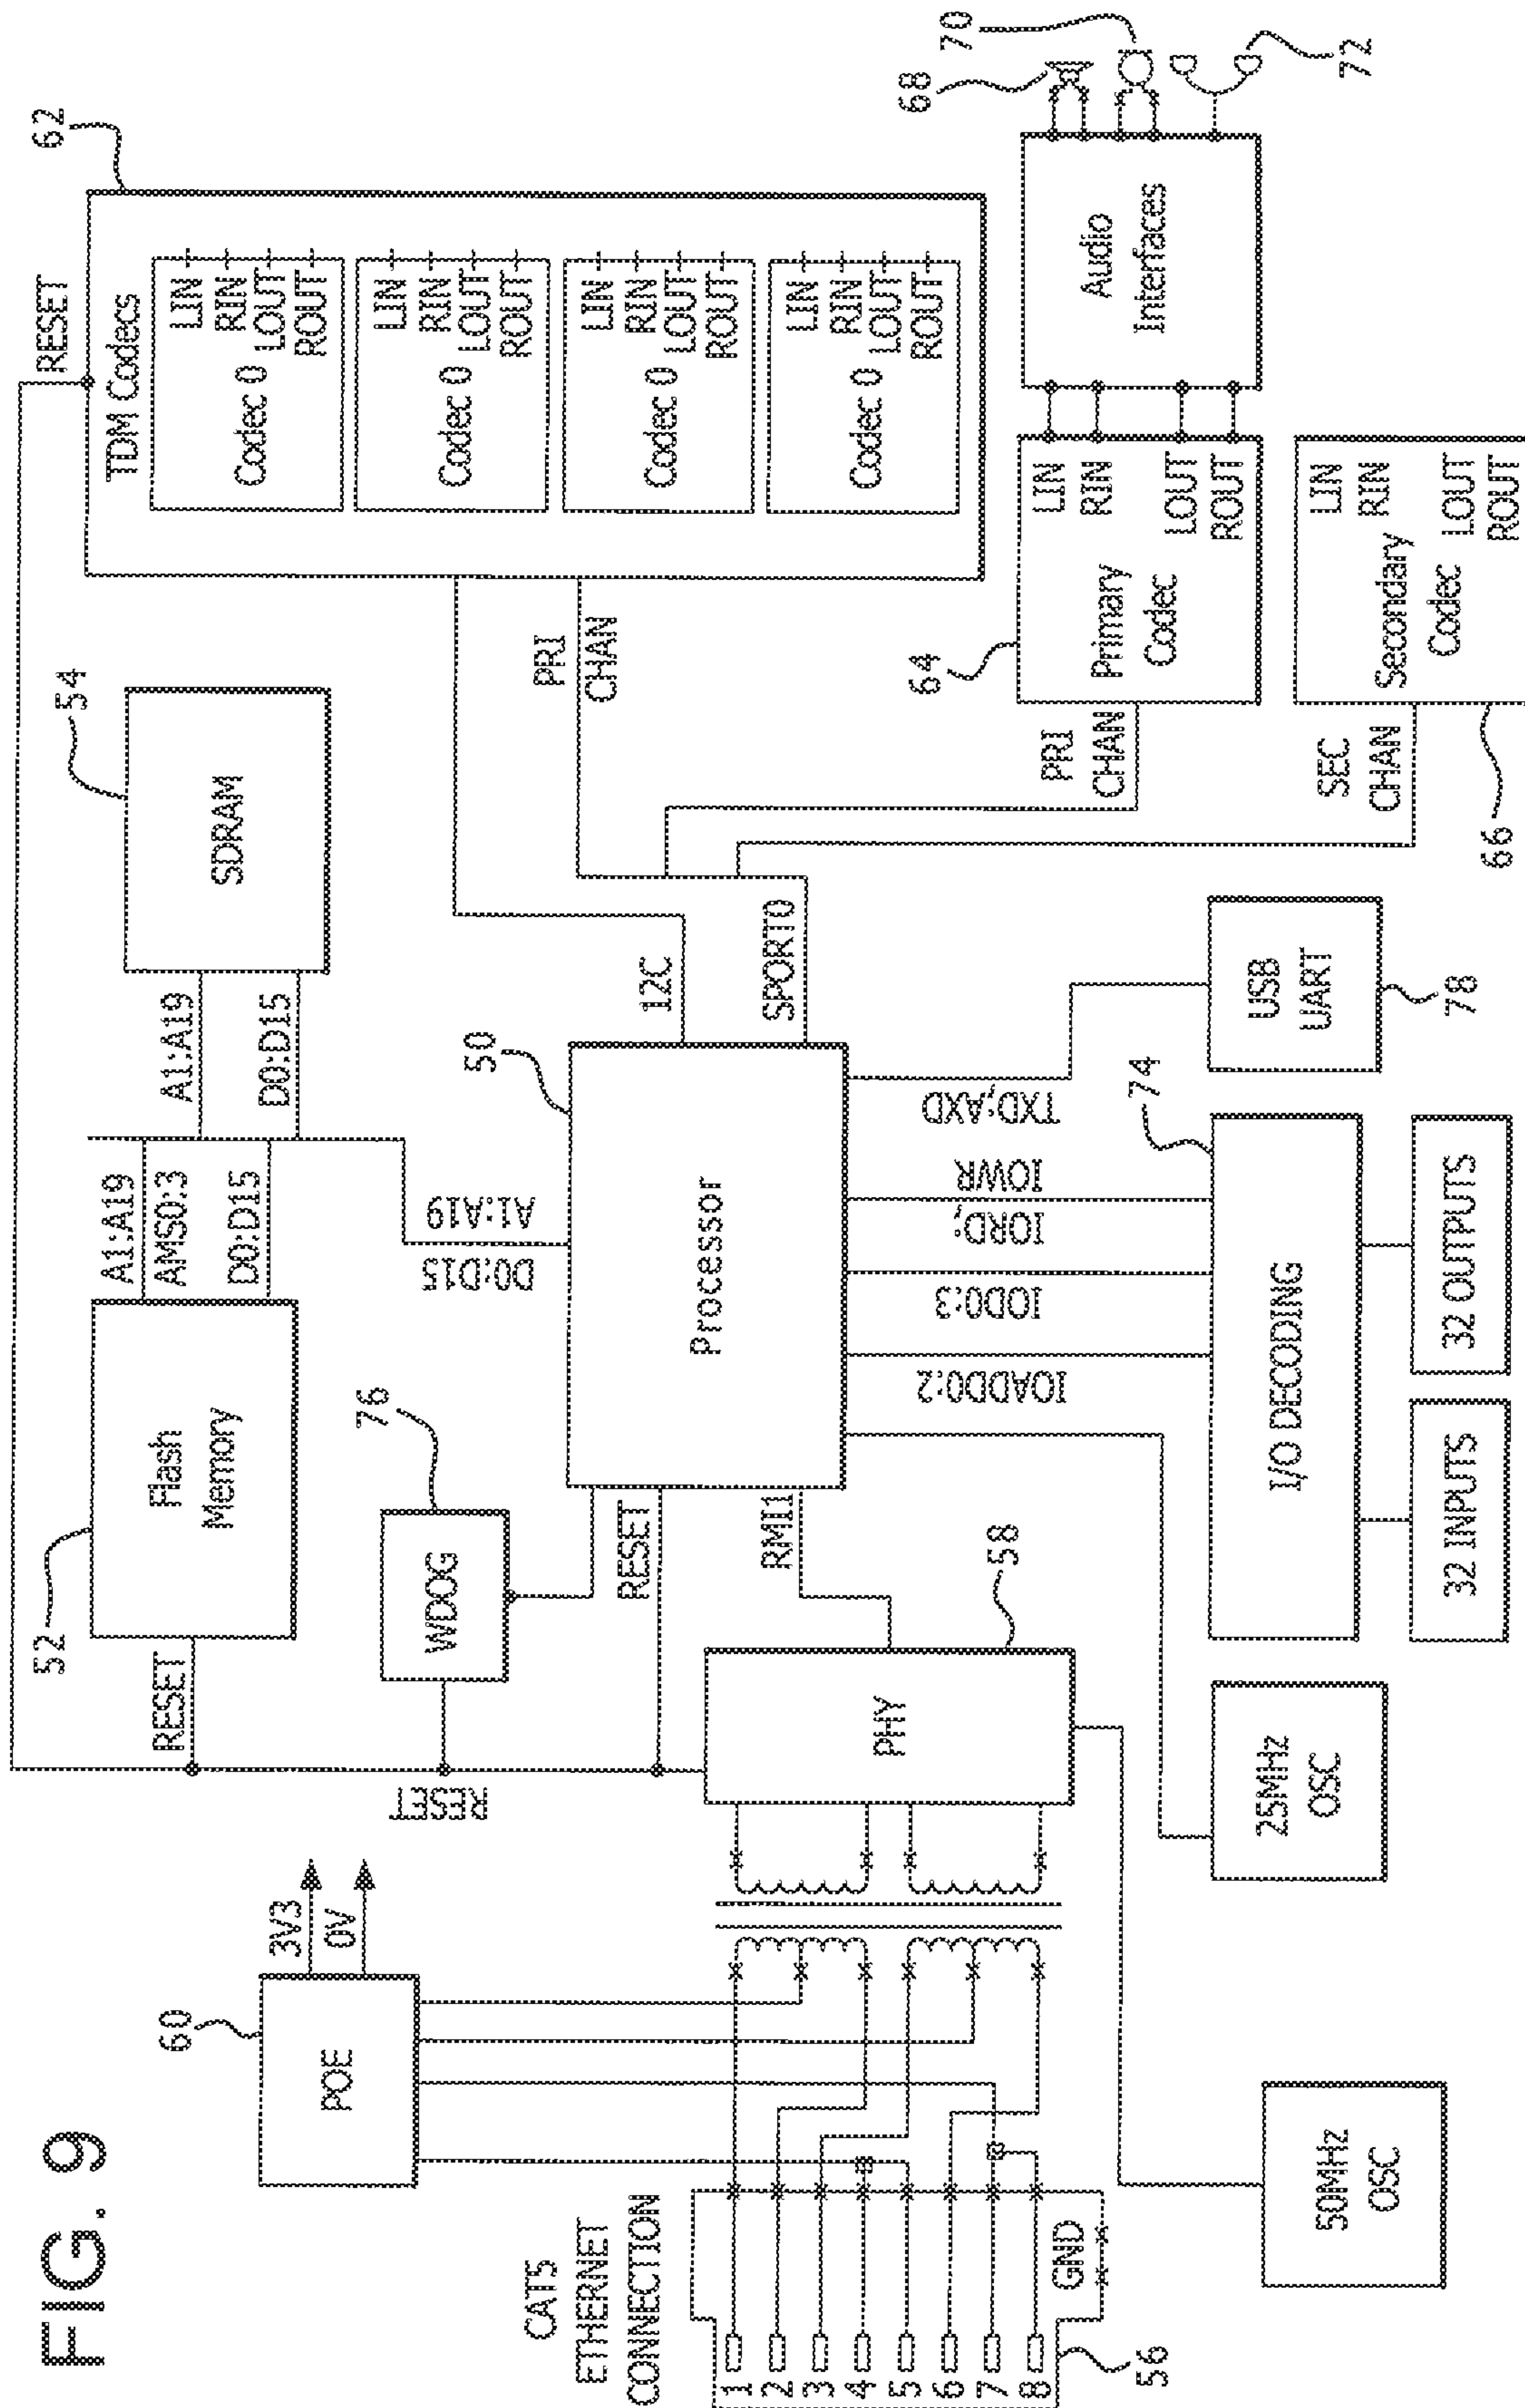 FIG. 9
60
POE
3V3
0V
CAT5
ETHERNET
CONNECTION
1
2
3
4
5
6
7
8
GND
56
50MHz
OSC
52
Flash
Memory
RESET
A1:A19
AMS0:3
D0:D15
54
SDRAM
A1:A19
D0:D15
RESET
76
WDOG
RESET
RMI1
PHY
58
25MHz
OSC
A1:A19
D0:D15
50
Processor
12C
SPORT0
TXD;AXD
IOWR
IORD;
IOD0:3
IOADD0:2
74
I/O DECODING
32 INPUTS
32 OUTPUTS
USB
UART
78
RESET
62
TDM Codecs
Codec 0
LIN
RIN
LOUT
ROUT
Codec 0
LIN
RIN
LOUT
ROUT
Codec 0
LIN
RIN
LOUT
ROUT
Codec 0
LIN
RIN
LOUT
ROUT
PRI
CHAN
PRI
CHAN
64
Primary
Codec
LIN
RIN
LOUT
ROUT
Audio
Interfaces
68
70
72
SEC
CHAN
66
Secondary
Codec
LIN
RIN
LOUT
ROUT